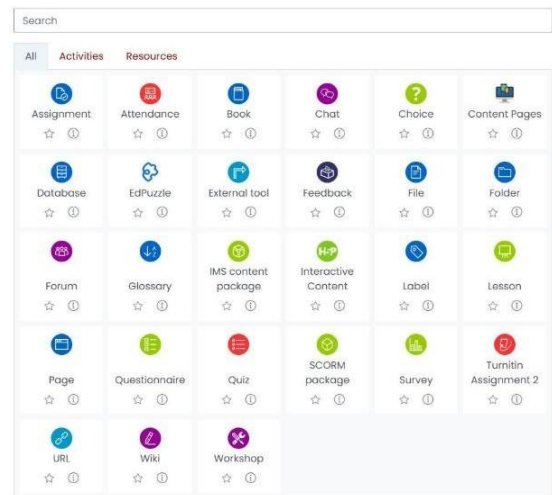 Search
All Activities Resources
Assignment Attendance Book Chat Choice Content Pages
Database EdPuzzle External tool Feedback File Folder
Forum Glossary IMS content package H-P Interactive Content Label Lesson
Page Questionnaire Quiz SCORM package Survey Turnitin Assignment 2
URL Wiki Workshop